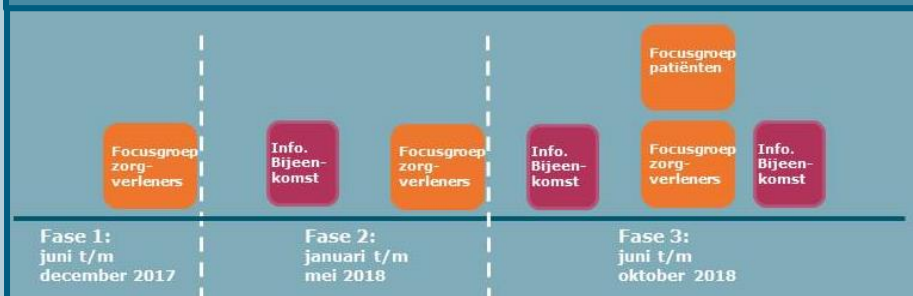 Focusgroep
zorg-
verleners
Info.
Bijeen-
komst
Focusgroep
zorg-
verleners
Info.
Bijeen-
komst
Focusgroep
patiënten
Focusgroep
zorg-
verleners
Info.
Bijeen-
komst
Fase 1:
juni t/m
december 2017
Fase 2:
januari t/m
mei 2018
Fase 3:
juni t/m
oktober 2018